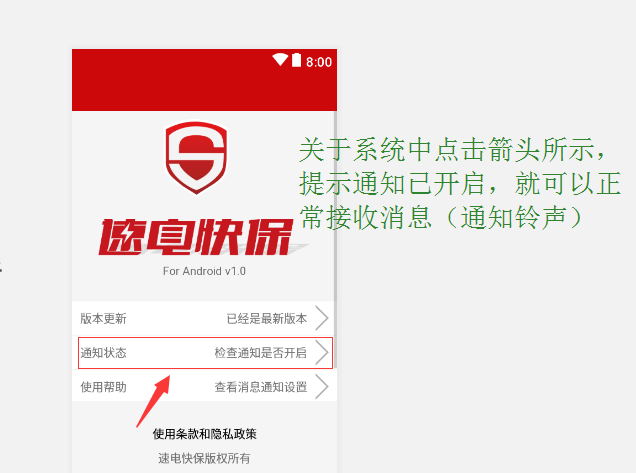 8:00
关于系统中点击箭头所示，
提示通知已开启，就可以正
常接收消息（通知铃声）
速电快保
For Android v1.0
版本更新 已经是最新版本
通知状态 检查通知是否开启
使用帮助 查看消息通知设置
使用条款和隐私政策
速电快保版权所有